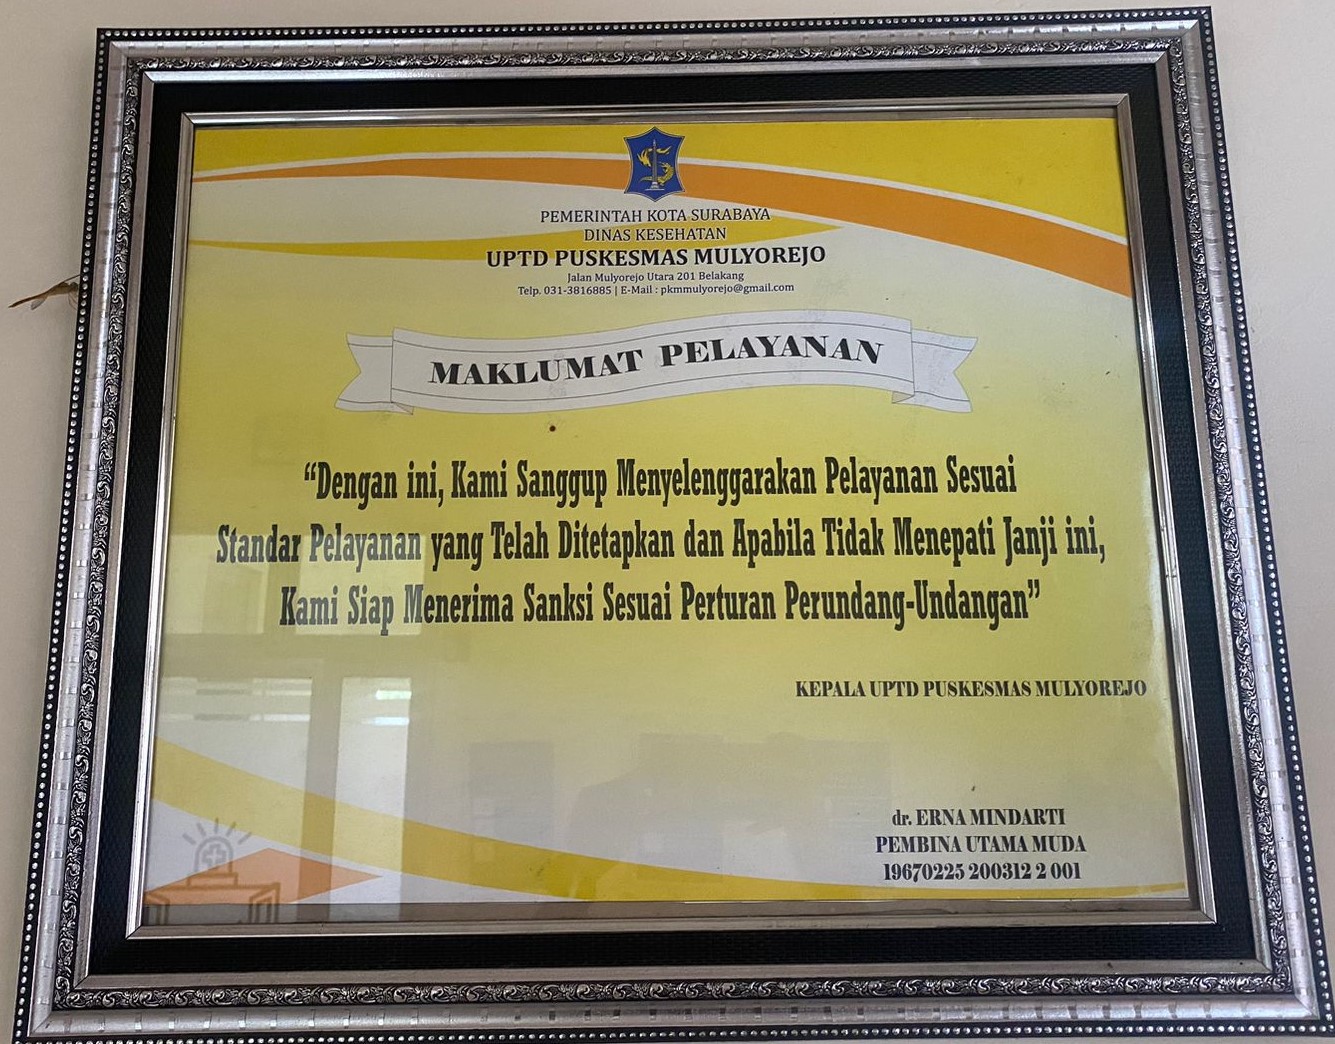 PEMERINTAH KOTA SURABAYA
DINAS KESEHATAN
UPTD PUSKESMAS MULYOREJO
Jalan Mulyorejo Utara 201 Belakang
Telp. 031-3816885 | E-Mail : pkmmulyorejo@gmail.com
MAKLUMAT PELAYANAN
“Dengan ini, Kami Sanggup Menyelenggarakan Pelayanan Sesuai
Standar Pelayanan yang Telah Ditetapkan dan Apabila Tidak Menepati Janji ini,
Kami Siap Menerima Sanksi Sesuai Perturan Perundang-Undangan”
KEPALA UPTD PUSKESMAS MULYOREJO
dr. ERNA MINDARTI
PEMBINA UTAMA MUDA
19670225 200312 2 001